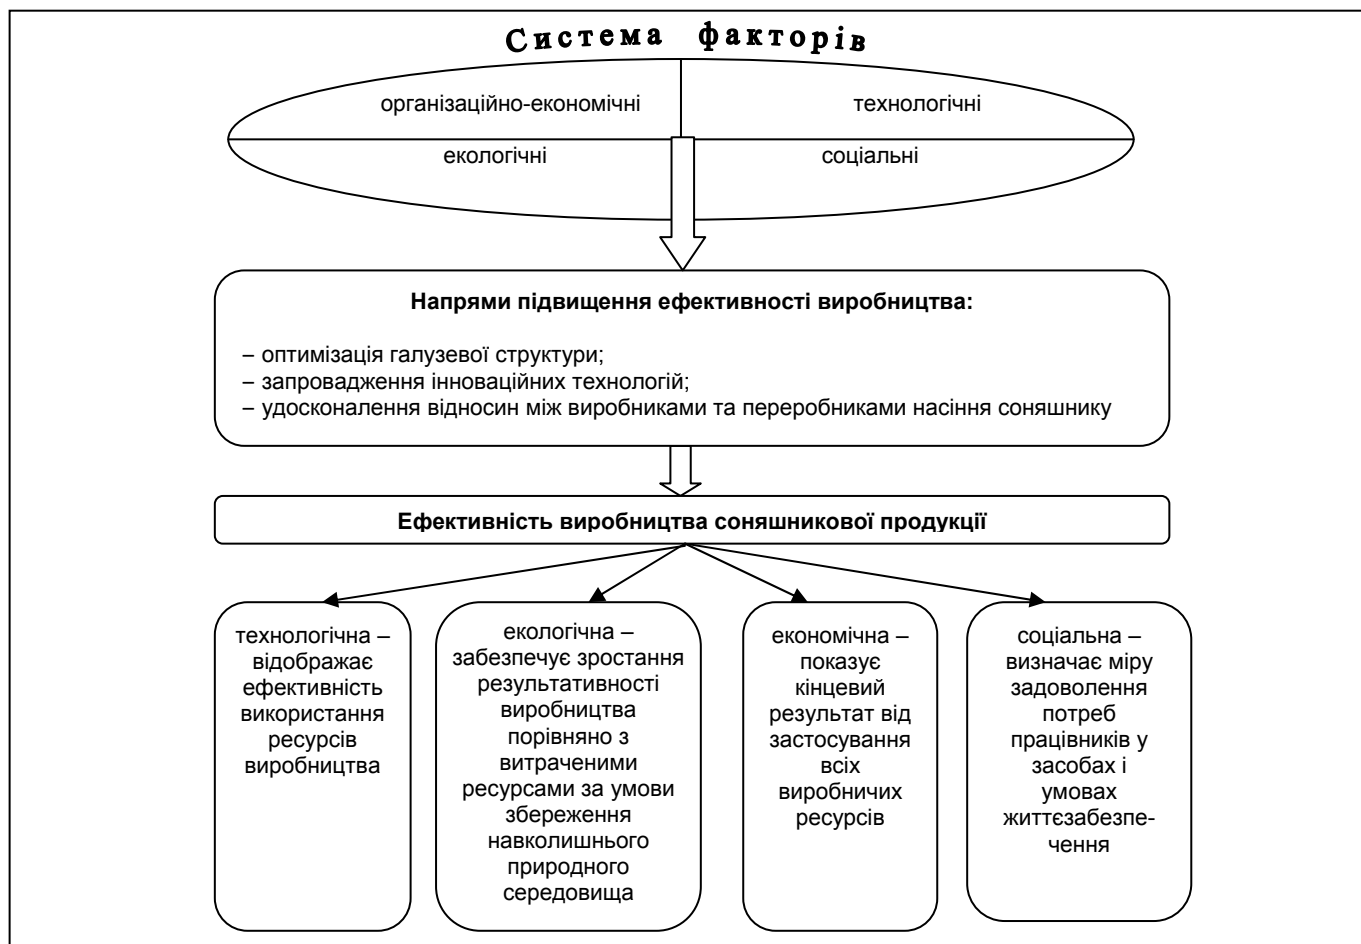 Система факторів
організаційно-економічні
технологічні
екологічні
соціальні
Напрями підвищення ефективності виробництва:
– оптимізація галузевої структури;
– запровадження інноваційних технологій;
– удосконалення відносин між виробниками та переробниками насіння соняшнику
Ефективність виробництва соняшникової продукції
технологічна –
відображає
ефективність
використання
ресурсів
виробництва
екологічна –
забезпечує зростання
результативності
виробництва
порівняно з
витраченими
ресурсами за умови
збереження
навколишнього
природного
середовища
економічна –
показує
кінцевий
результат від
застосування
всіх
виробничих
ресурсів
соціальна –
визначає міру
задоволення
потреб
працівників у
засобах і
умовах
життєзабезпе-
чення